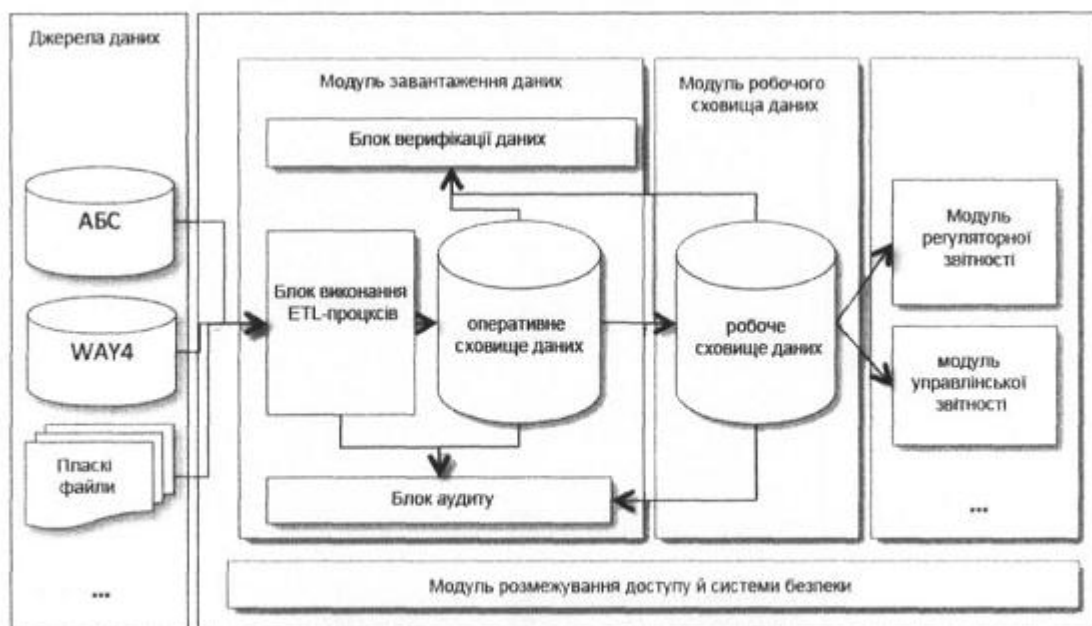 Джерела даних
АБС
WAY4
Пласкі
файли
...
Модуль завантаження даних
Блок верифікації даних
Блок виконання
ETL-процксів
оперативне
сховище даних
Блок аудиту
Модуль робочого
сховища даних
робоче
сховище даних
Модуль
регуляторної
звітності
модуль
управлінської
звітності
...
Модуль розмежування доступу й системи безпеки